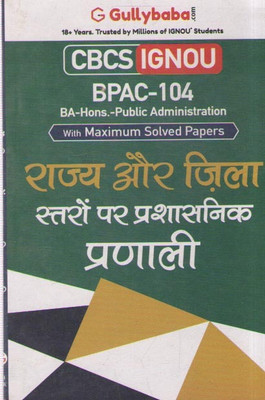 Gullybaba.com
18+ Years. Trusted by Millions of IGNOU Students
CBCS IGNOU
BPAC-104
BA-Hons.-Public Administration
With Maximum Solved Papers
राज्य और ज़िला
स्तरों पर प्रशासनिक
प्रणाली